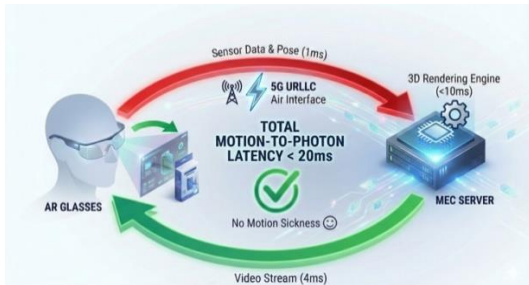 Sensor Data & Pose (1ms)
5G URLLC
Air Interface
3D Rendering Engine
(<10ms)
TOTAL
MOTION-TO-PHOTON
LATENCY < 20ms
AR GLASSES
No Motion Sickness
MEC SERVER
Video Stream (4ms)